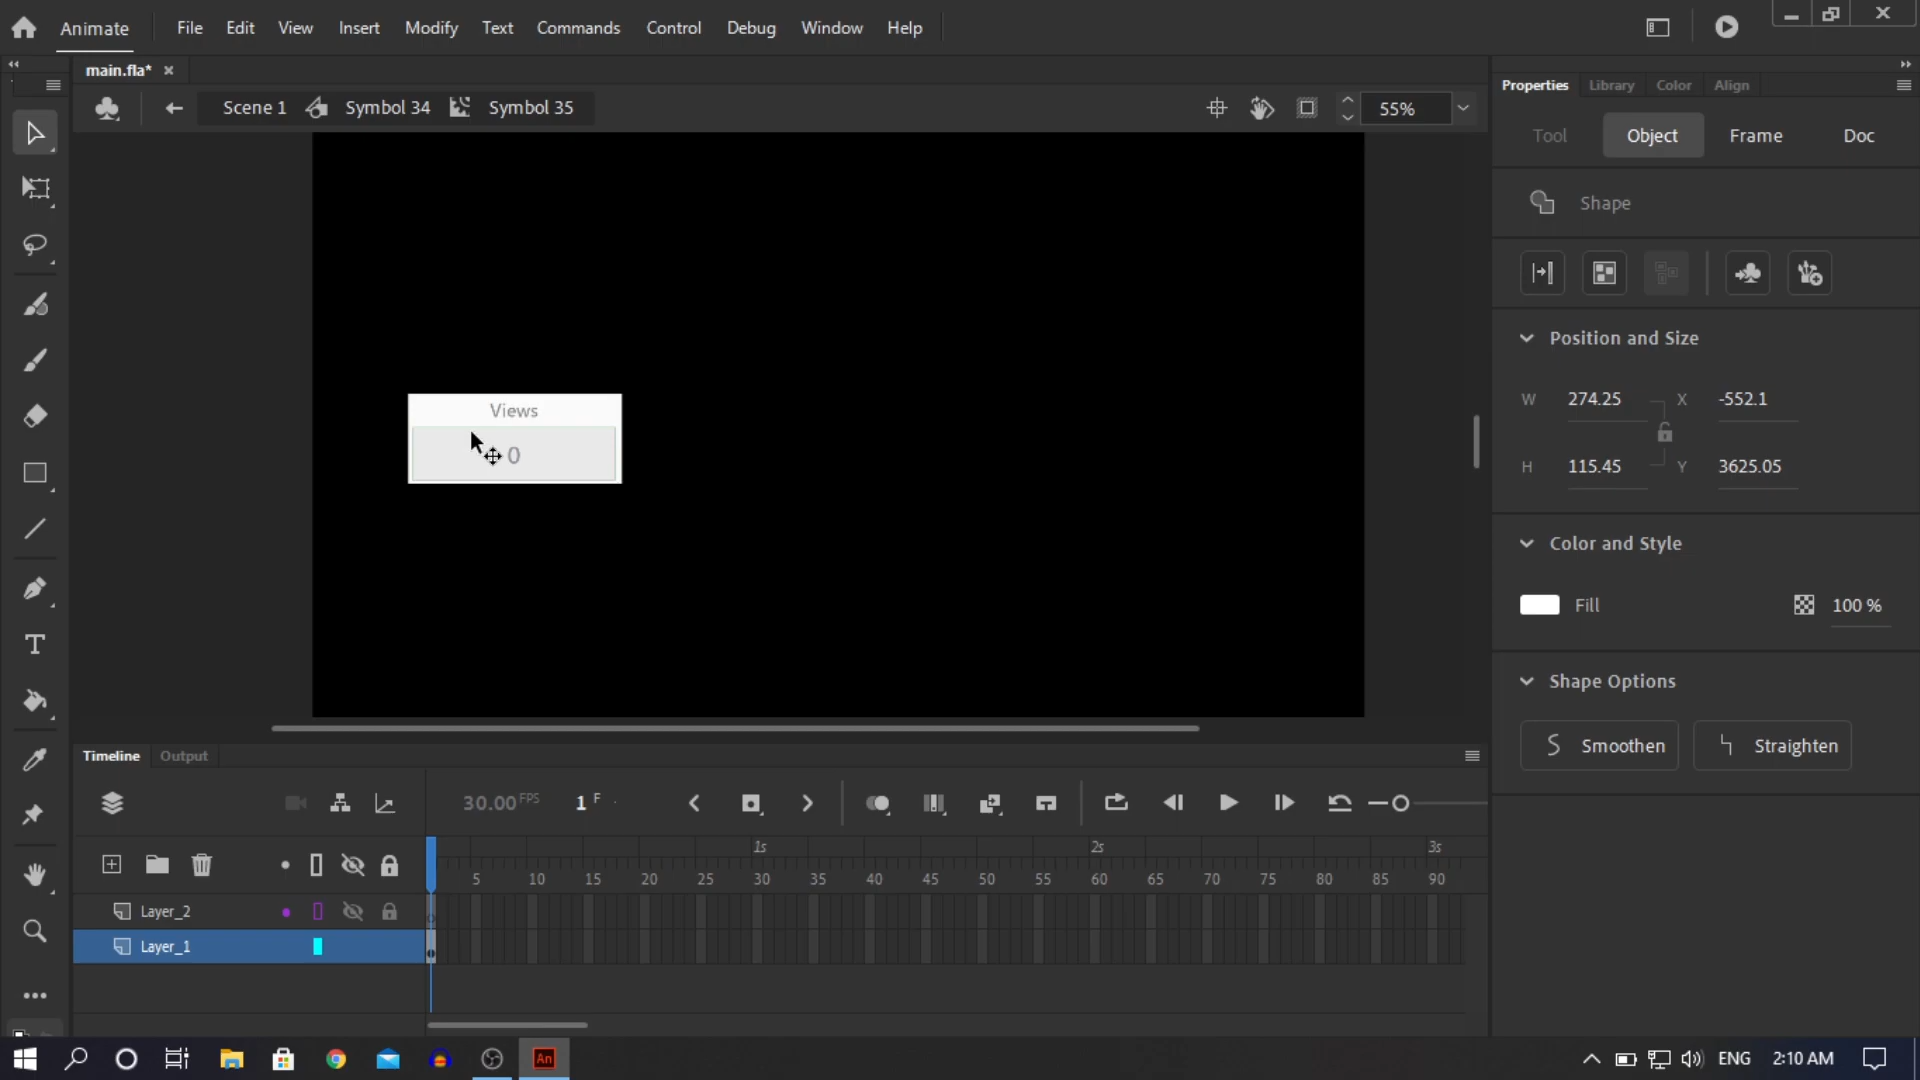 Animate File Edit View Insert Modify Text Commands Control Debug Window Help
main.fla*
Scene 1 Symbol 34 Symbol 35 55%
Views
0
Properties Library Color Align
Tool Object Frame Doc
Shape
Position and Size
W 274.25 X -552.1
H 115.45 Y 3625.05
Color and Style
Fill 100 %
Shape Options
Smoothen Straighten
Timeline Output
30.00 FPS 1 F
1s 2s 3s
5 10 15 20 25 30 35 40 45 50 55 60 65 70 75 80 85 90
Layer_2
Layer_1
An ENG 2:10 AM